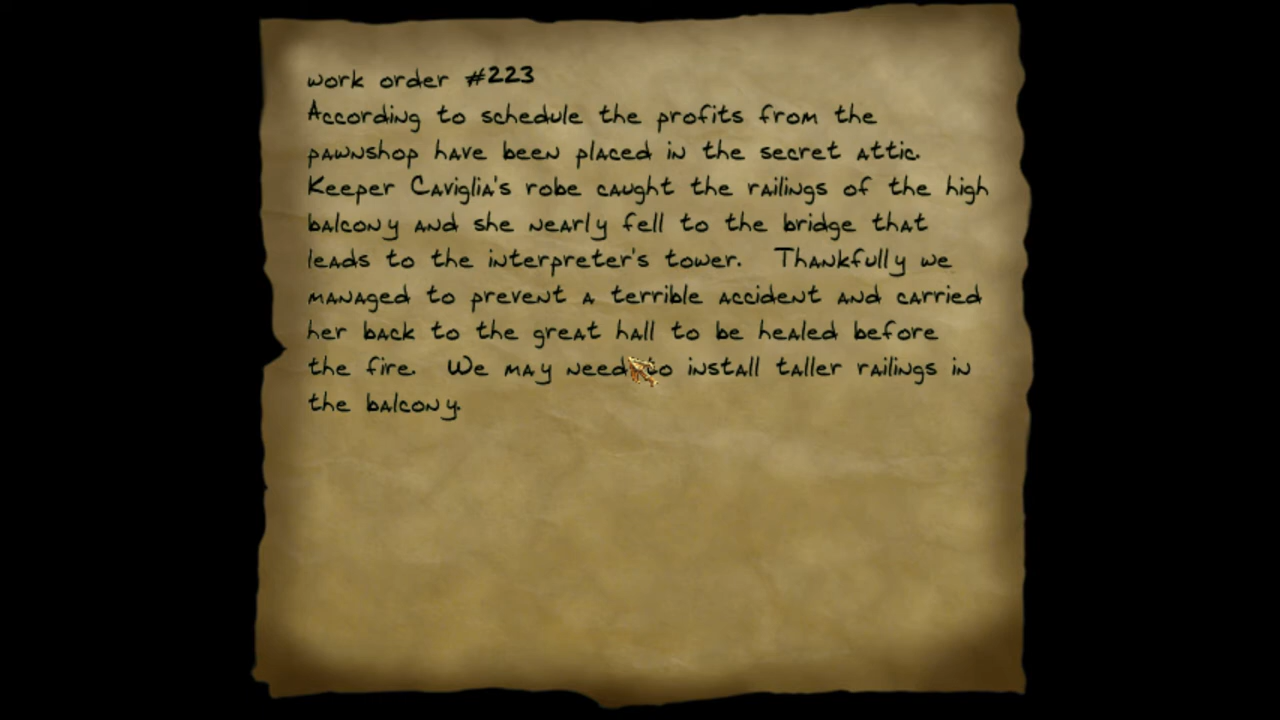 work order #223
According to schedule the profits from the
pawnshop have been placed in the secret attic.
Keeper Caviglia's robe caught the railings of the high
balcony and she nearly fell to the bridge that
leads to the interpreter's tower. Thankfully we
managed to prevent a terrible accident and carried
her back to the great hall to be healed before
the fire. We may need to install taller railings in
the balcony.